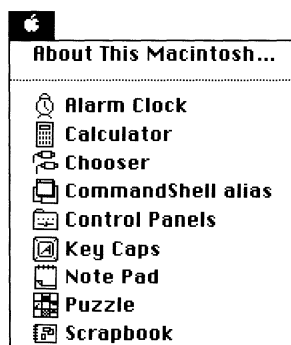 About This Macintosh...
Alarm Clock
Calculator
Chooser
CommandShell alias
Control Panels
Key Caps
Note Pad
Puzzle
Scrapbook